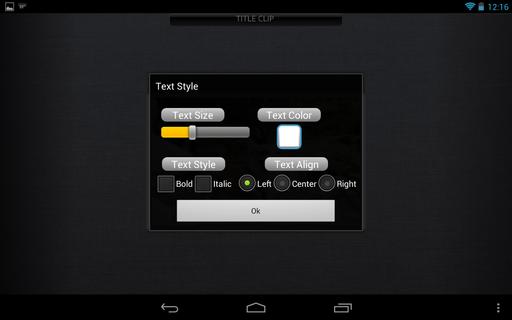 12:16
TITLE CLIP
Text Style
Text Size
Text Color
Text Style
Text Align
Bold Italic Left Center Right
Ok